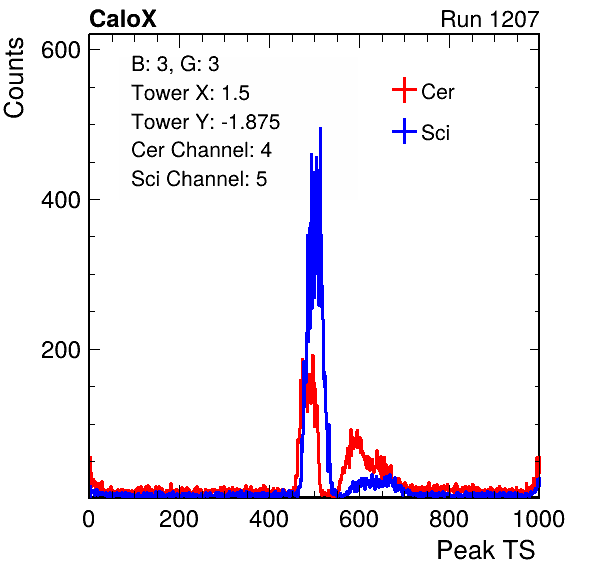 CaloX Run 1207
600
Counts
B: 3, G: 3
Tower X: 1.5
Tower Y: -1.875
Cer Channel: 4
Sci Channel: 5
Cer
Sci
400
200
0 200 400 600 800 1000
Peak TS